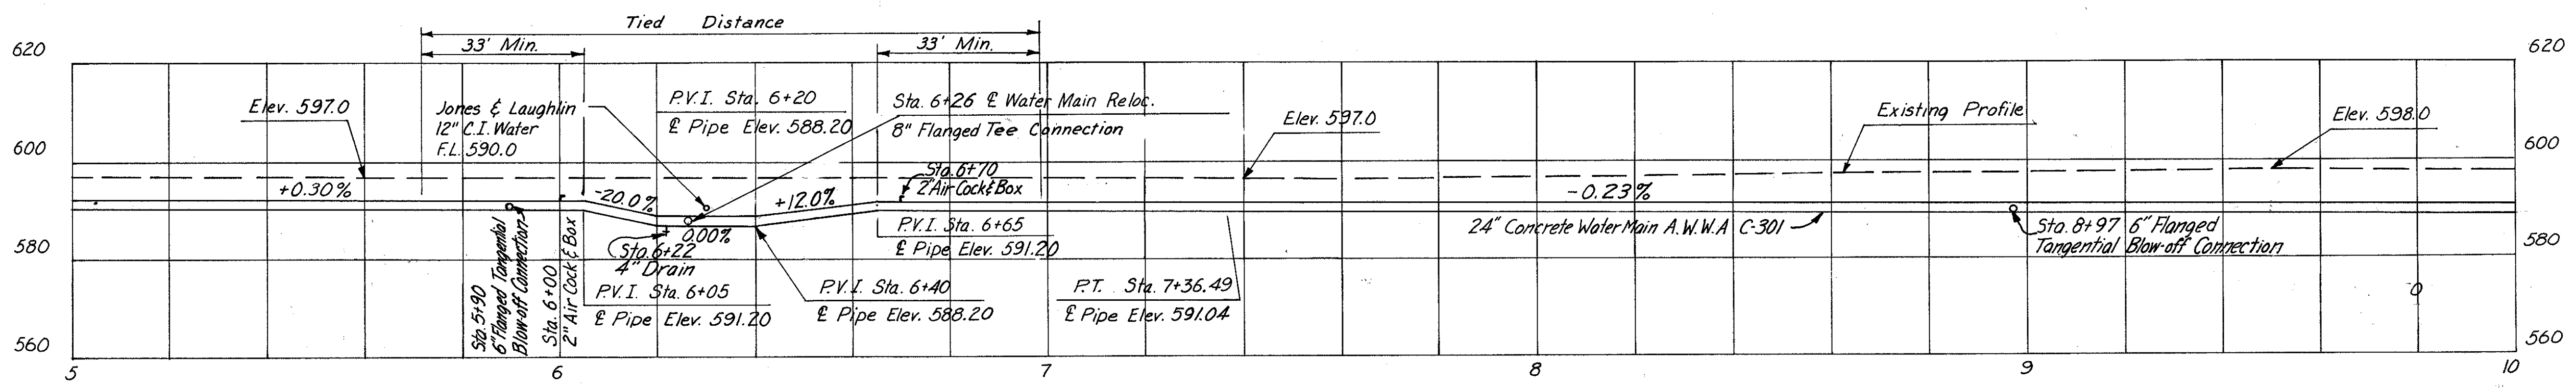 Tied Distance
33' Min.
33' Min.
620
620
Elev. 597.0
Jones & Laughlin
12" C.I. Water
F.L. 590.0
P.V.I. Sta. 6+20
℄ Pipe Elev. 588.20
Sta. 6+26 ℄ Water Main Reloc.
8" Flanged Tee Connection
Elev. 597.0
Existing Profile
Elev. 598.0
600
600
+0.30%
-20.0%
+12.0%
Sta. 6+70
2" Air Cock & Box
-0.23%
0.00%
Sta. 6+22
4" Drain
P.V.I. Sta. 6+65
℄ Pipe Elev. 591.20
24" Concrete Water Main A.W.W.A C-301
Sta. 8+97 6" Flanged
Tangential Blow-off Connection
580
580
Sta. 5+90
6" Flanged Tangential
Blow-off Connections
Sta. 6+00
2" Air Cock & Box
P.V.I. Sta. 6+05
℄ Pipe Elev. 591.20
P.V.I. Sta. 6+40
℄ Pipe Elev. 588.20
P.T. Sta. 7+36.49
℄ Pipe Elev. 591.04
560
560
5 6 7 8 9 10